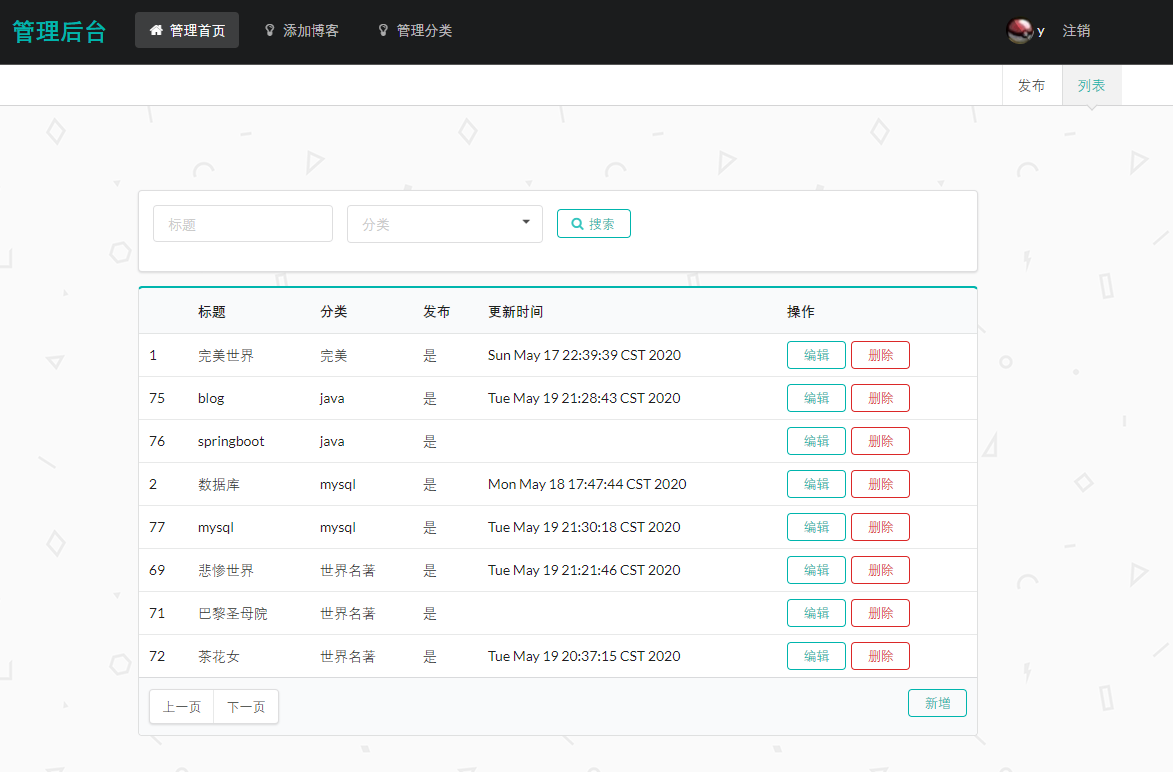 管理后台 管理首页 添加博客 管理分类 y 注销
发布 列表
标题 分类 搜索
标题 分类 发布 更新时间 操作
1 完美世界 完美 是 Sun May 17 22:39:39 CST 2020 编辑 删除
75 blog java 是 Tue May 19 21:28:43 CST 2020 编辑 删除
76 springboot java 是 编辑 删除
2 数据库 mysql 是 Mon May 18 17:47:44 CST 2020 编辑 删除
77 mysql mysql 是 Tue May 19 21:30:18 CST 2020 编辑 删除
69 悲惨世界 世界名著 是 Tue May 19 21:21:46 CST 2020 编辑 删除
71 巴黎圣母院 世界名著 是 编辑 删除
72 茶花女 世界名著 是 Tue May 19 20:37:15 CST 2020 编辑 删除
上一页 下一页 新增